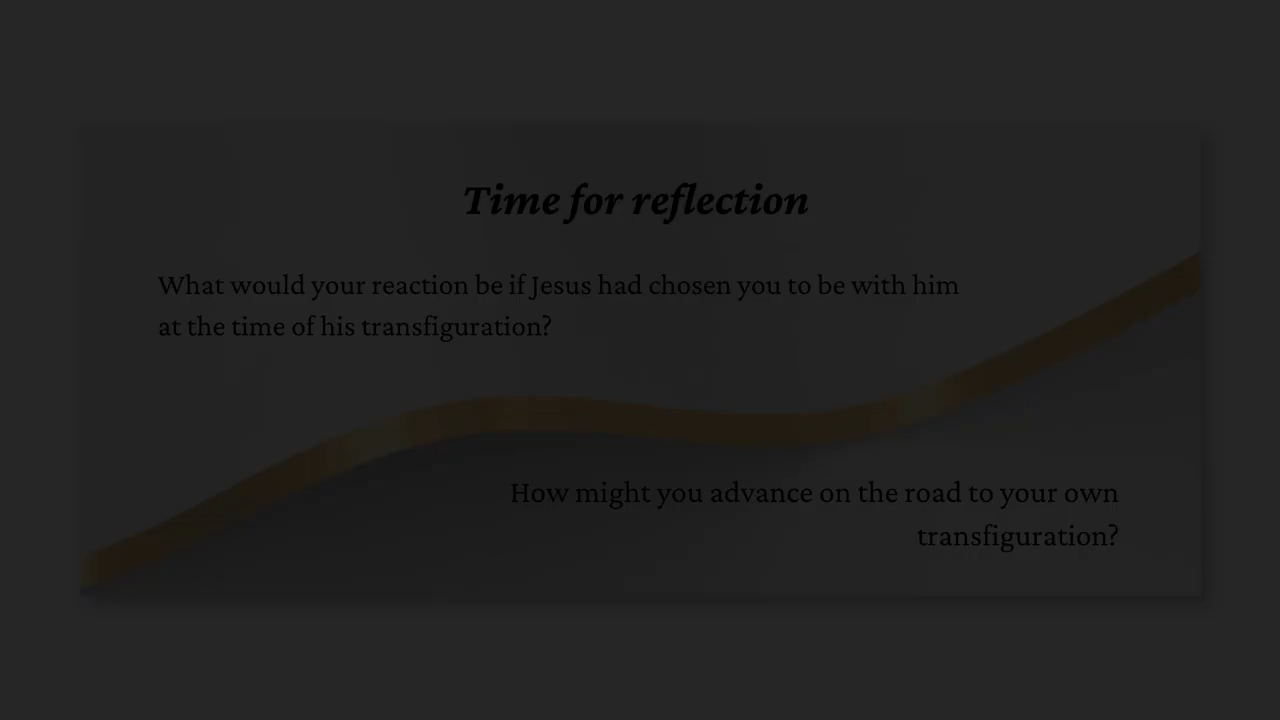 Time for reflection
What would your reaction be if Jesus had chosen you to be with him
at the time of his transfiguration?
How might you advance on the road to your own
transfiguration?